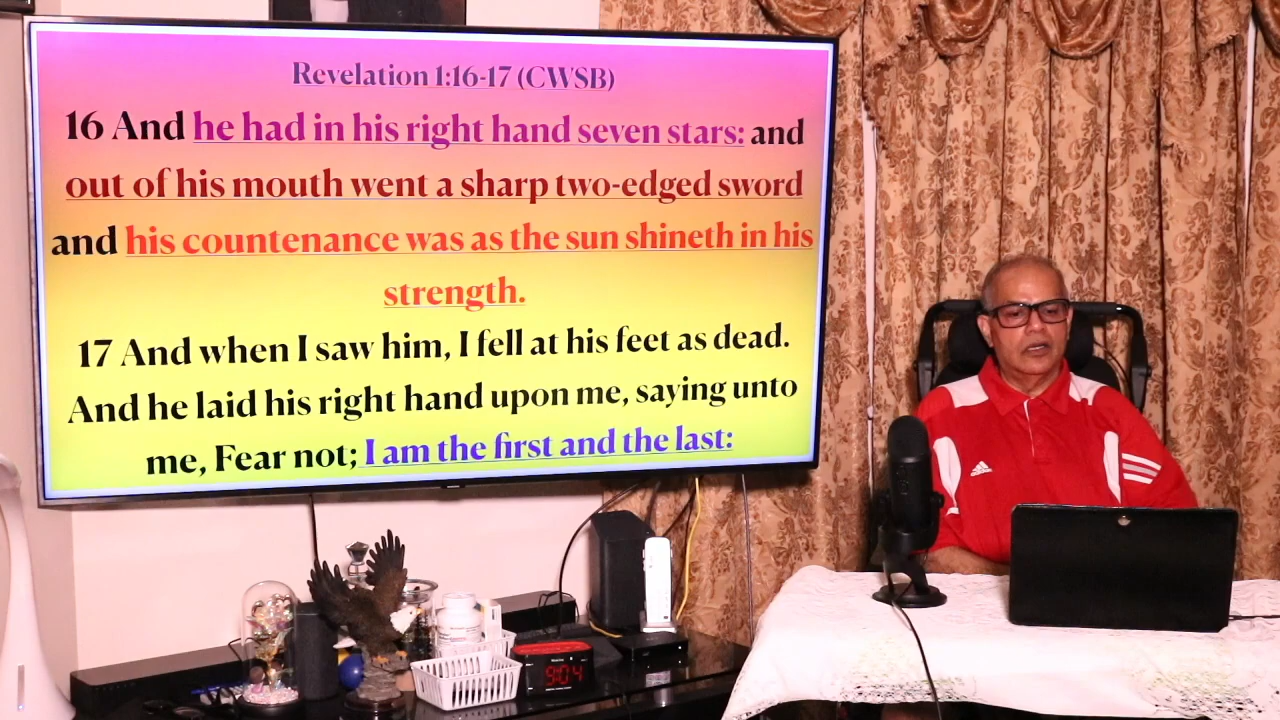 Revelation 1:16-17 (CWSB)
16 And he had in his right hand seven stars: and
out of his mouth went a sharp two-edged sword
and his countenance was as the sun shineth in his
strength.
17 And when I saw him, I fell at his feet as dead.
And he laid his right hand upon me, saying unto
me, Fear not; I am the first and the last:
adidas
9:04